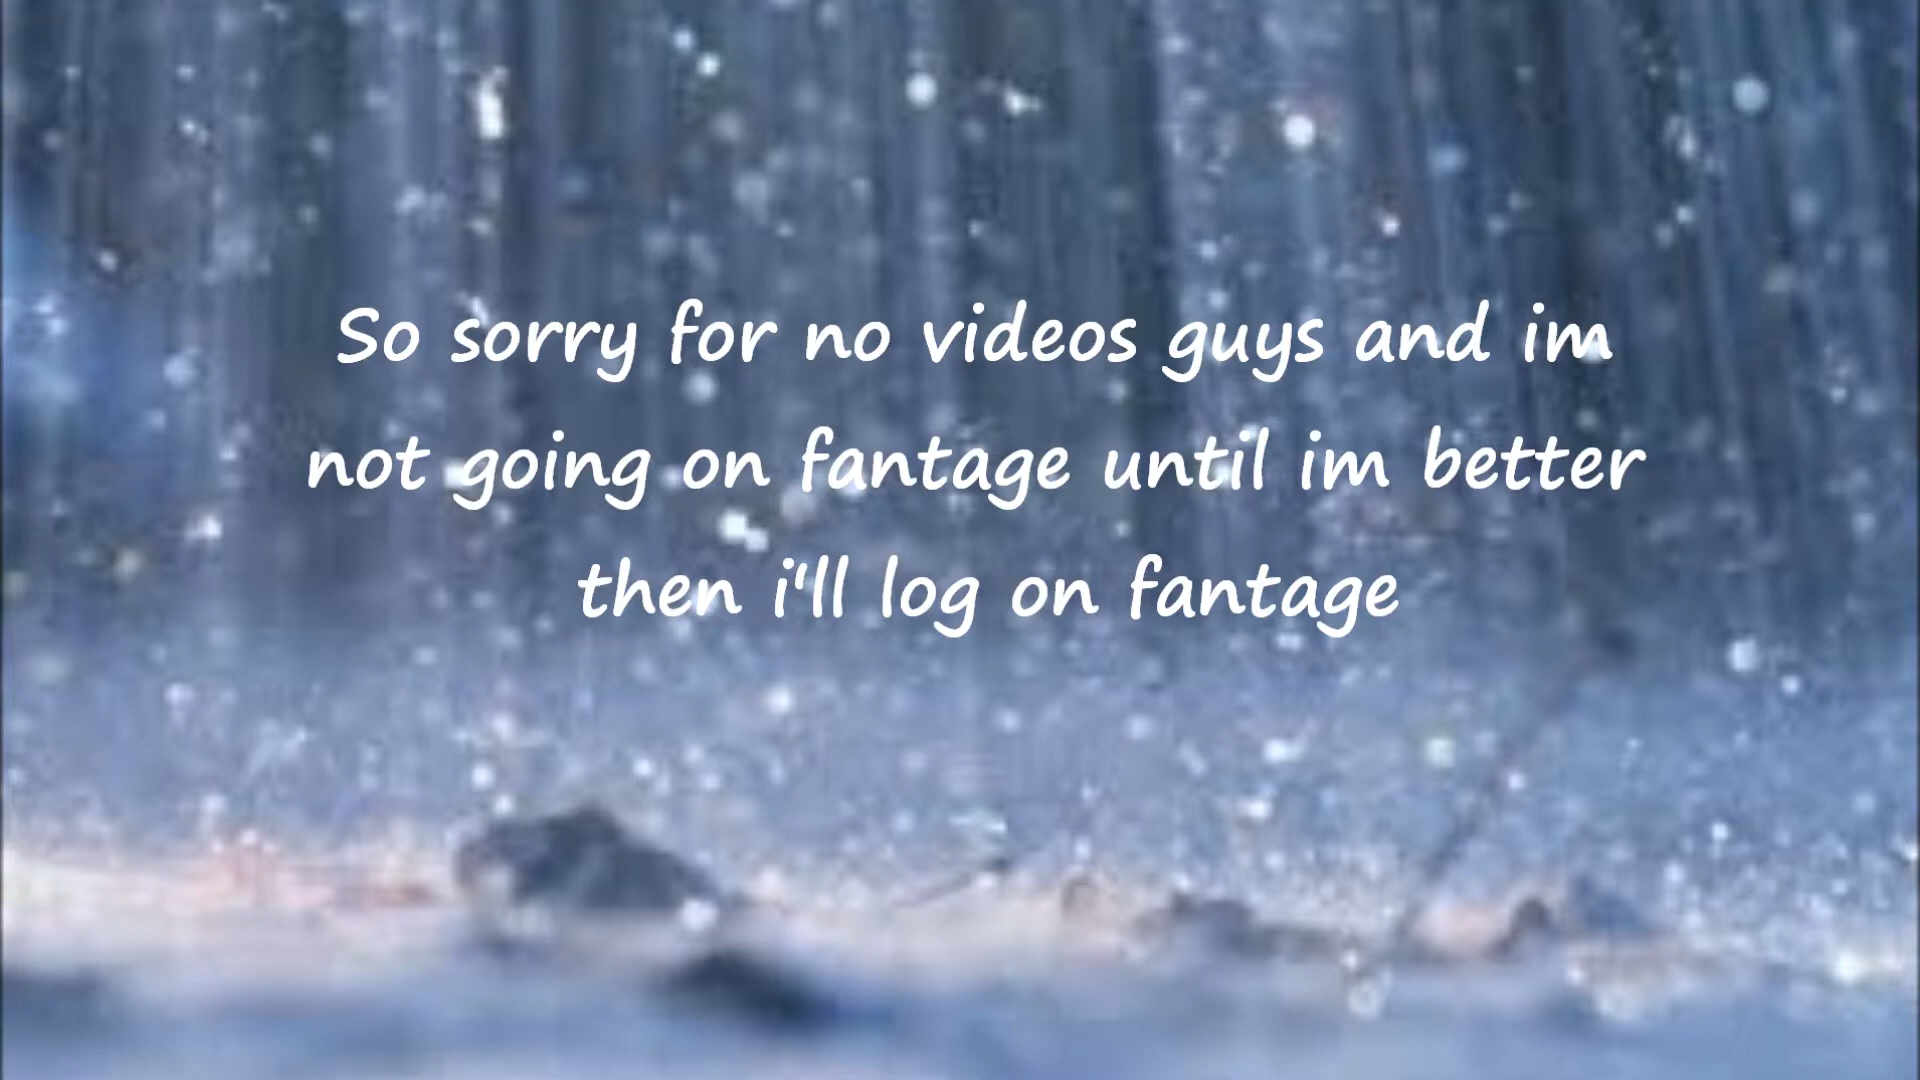 So sorry for no videos guys and im
not going on fantage until im better
then i'll log on fantage